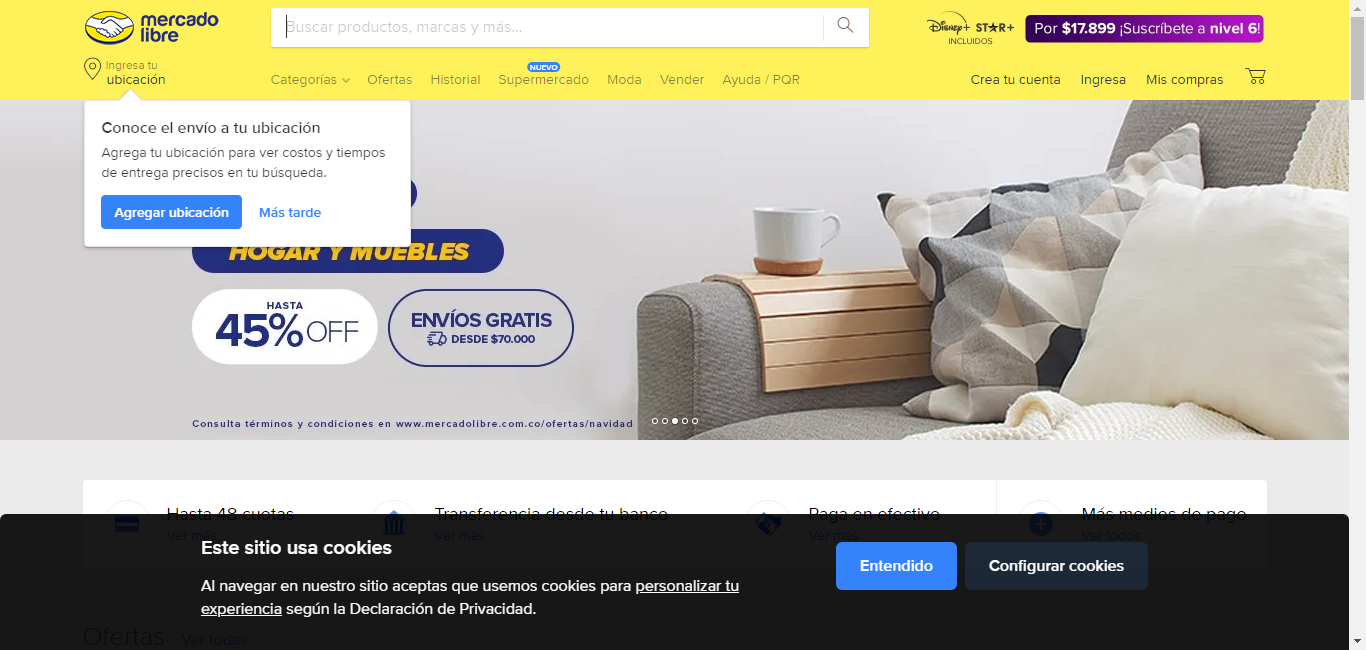 mercado
libre
Buscar productos, marcas y más...
Disney+ STAR+
INCLUIDOS
Por $17.899 ¡Suscríbete a nivel 6!
Ingresa tu
ubicación
Categorías
Ofertas
Historial
NUEVO
Supermercado
Moda
Vender
Ayuda / PQR
Crea tu cuenta
Ingresa
Mis compras
Conoce el envío a tu ubicación
Agrega tu ubicación para ver costos y tiempos
de entrega precisos en tu búsqueda.
Agregar ubicación
Más tarde
HOGAR Y MUEBLES
HASTA
45% OFF
ENVÍOS GRATIS
DESDE $70.000
Consulta términos y condiciones en www.mercadolibre.com.co/ofertas/navidad
Hasta 48 cuotas
Ver más
Transferencia desde tu banco
Ver más
Paga en efectivo
Ver más
Más medios de pago
Ver todos
Este sitio usa cookies
Al navegar en nuestro sitio aceptas que usemos cookies para personalizar tu
experiencia según la Declaración de Privacidad.
Entendido
Configurar cookies
Ofertas
Ver todas